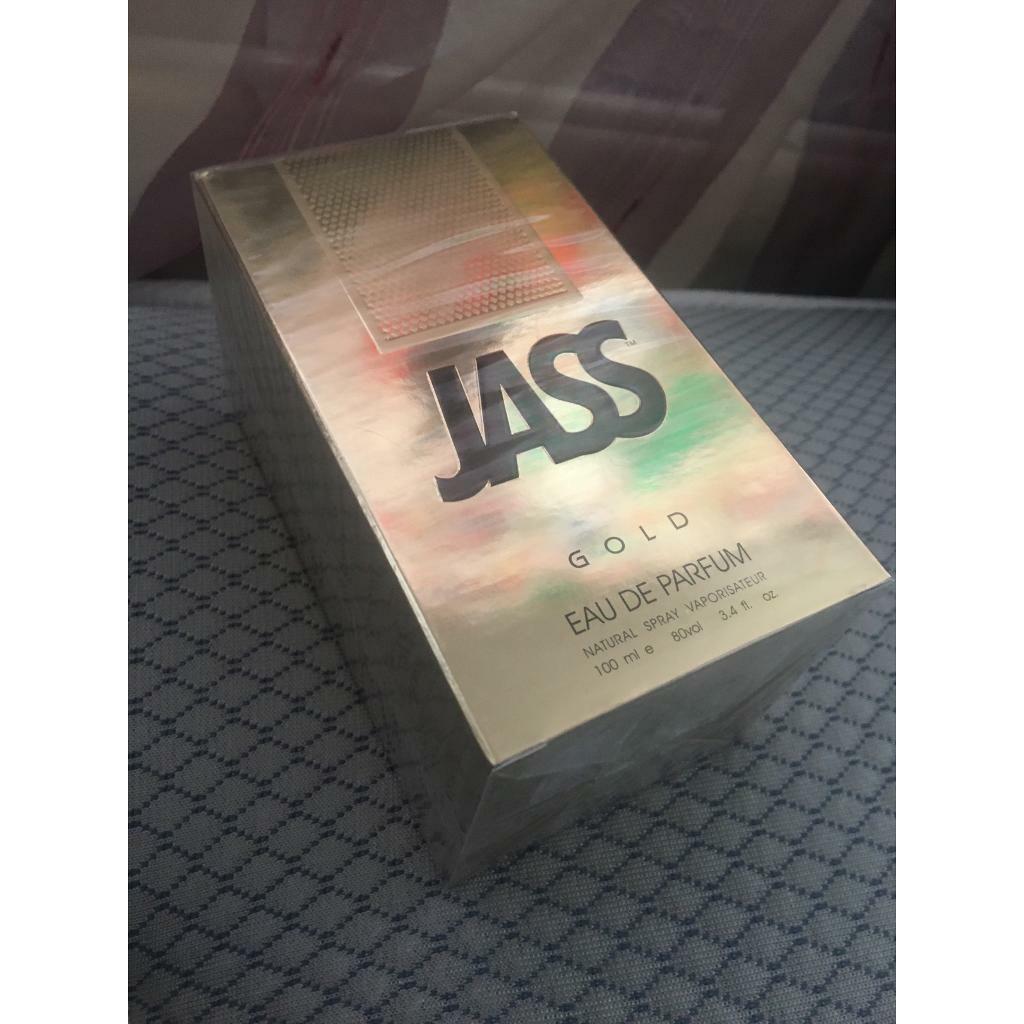 JASS™
GOLD
EAU DE PARFUM
NATURAL SPRAY VAPORISATEUR
100 ml e 80vol 3.4 fl. oz.